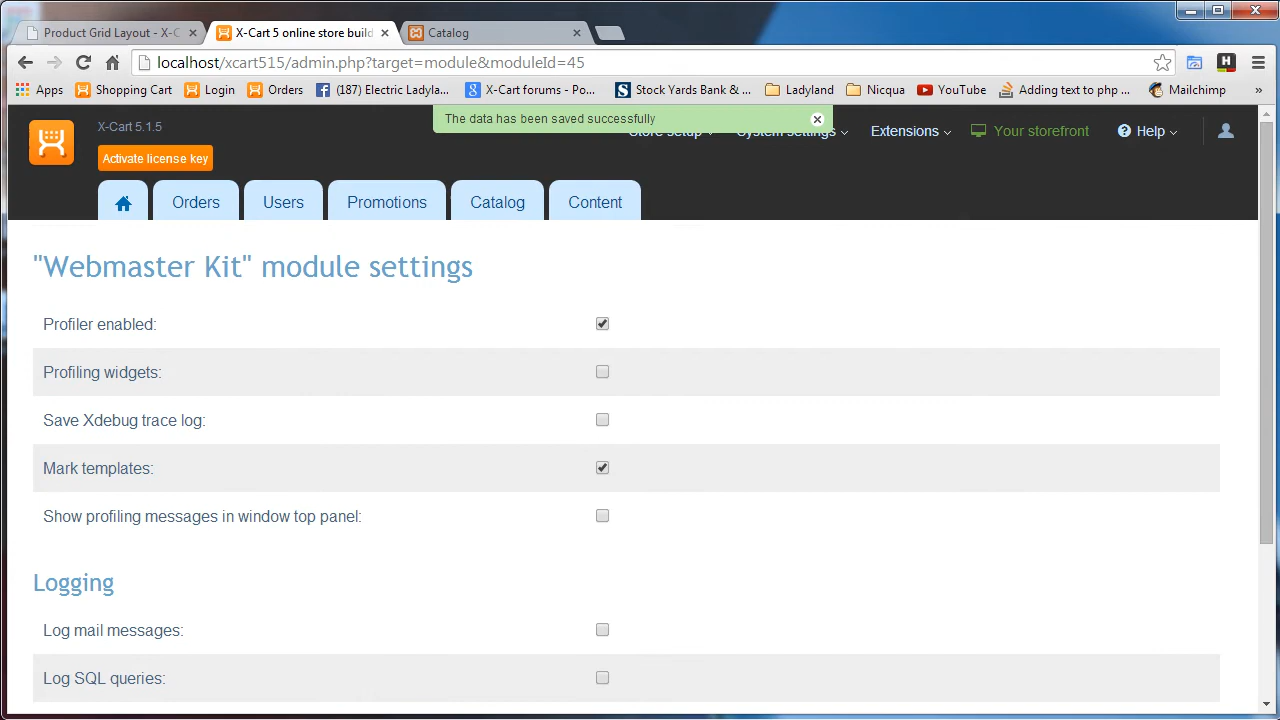 Product Grid Layout - X-C
X-Cart 5 online store build
Catalog
localhost/xcart515/admin.php?target=module&moduleId=45
Apps Shopping Cart Login Orders (187) Electric Ladyla... X-Cart forums - Po... Stock Yards Bank & ... Ladyland Nicqua YouTube Adding text to php ... Mailchimp
The data has been saved successfully
X-Cart 5.1.5
Store setup System settings Extensions Your storefront Help
Activate license key
Orders Users Promotions Catalog Content
"Webmaster Kit" module settings
Profiler enabled:
Profiling widgets:
Save Xdebug trace log:
Mark templates:
Show profiling messages in window top panel:
Logging
Log mail messages:
Log SQL queries: